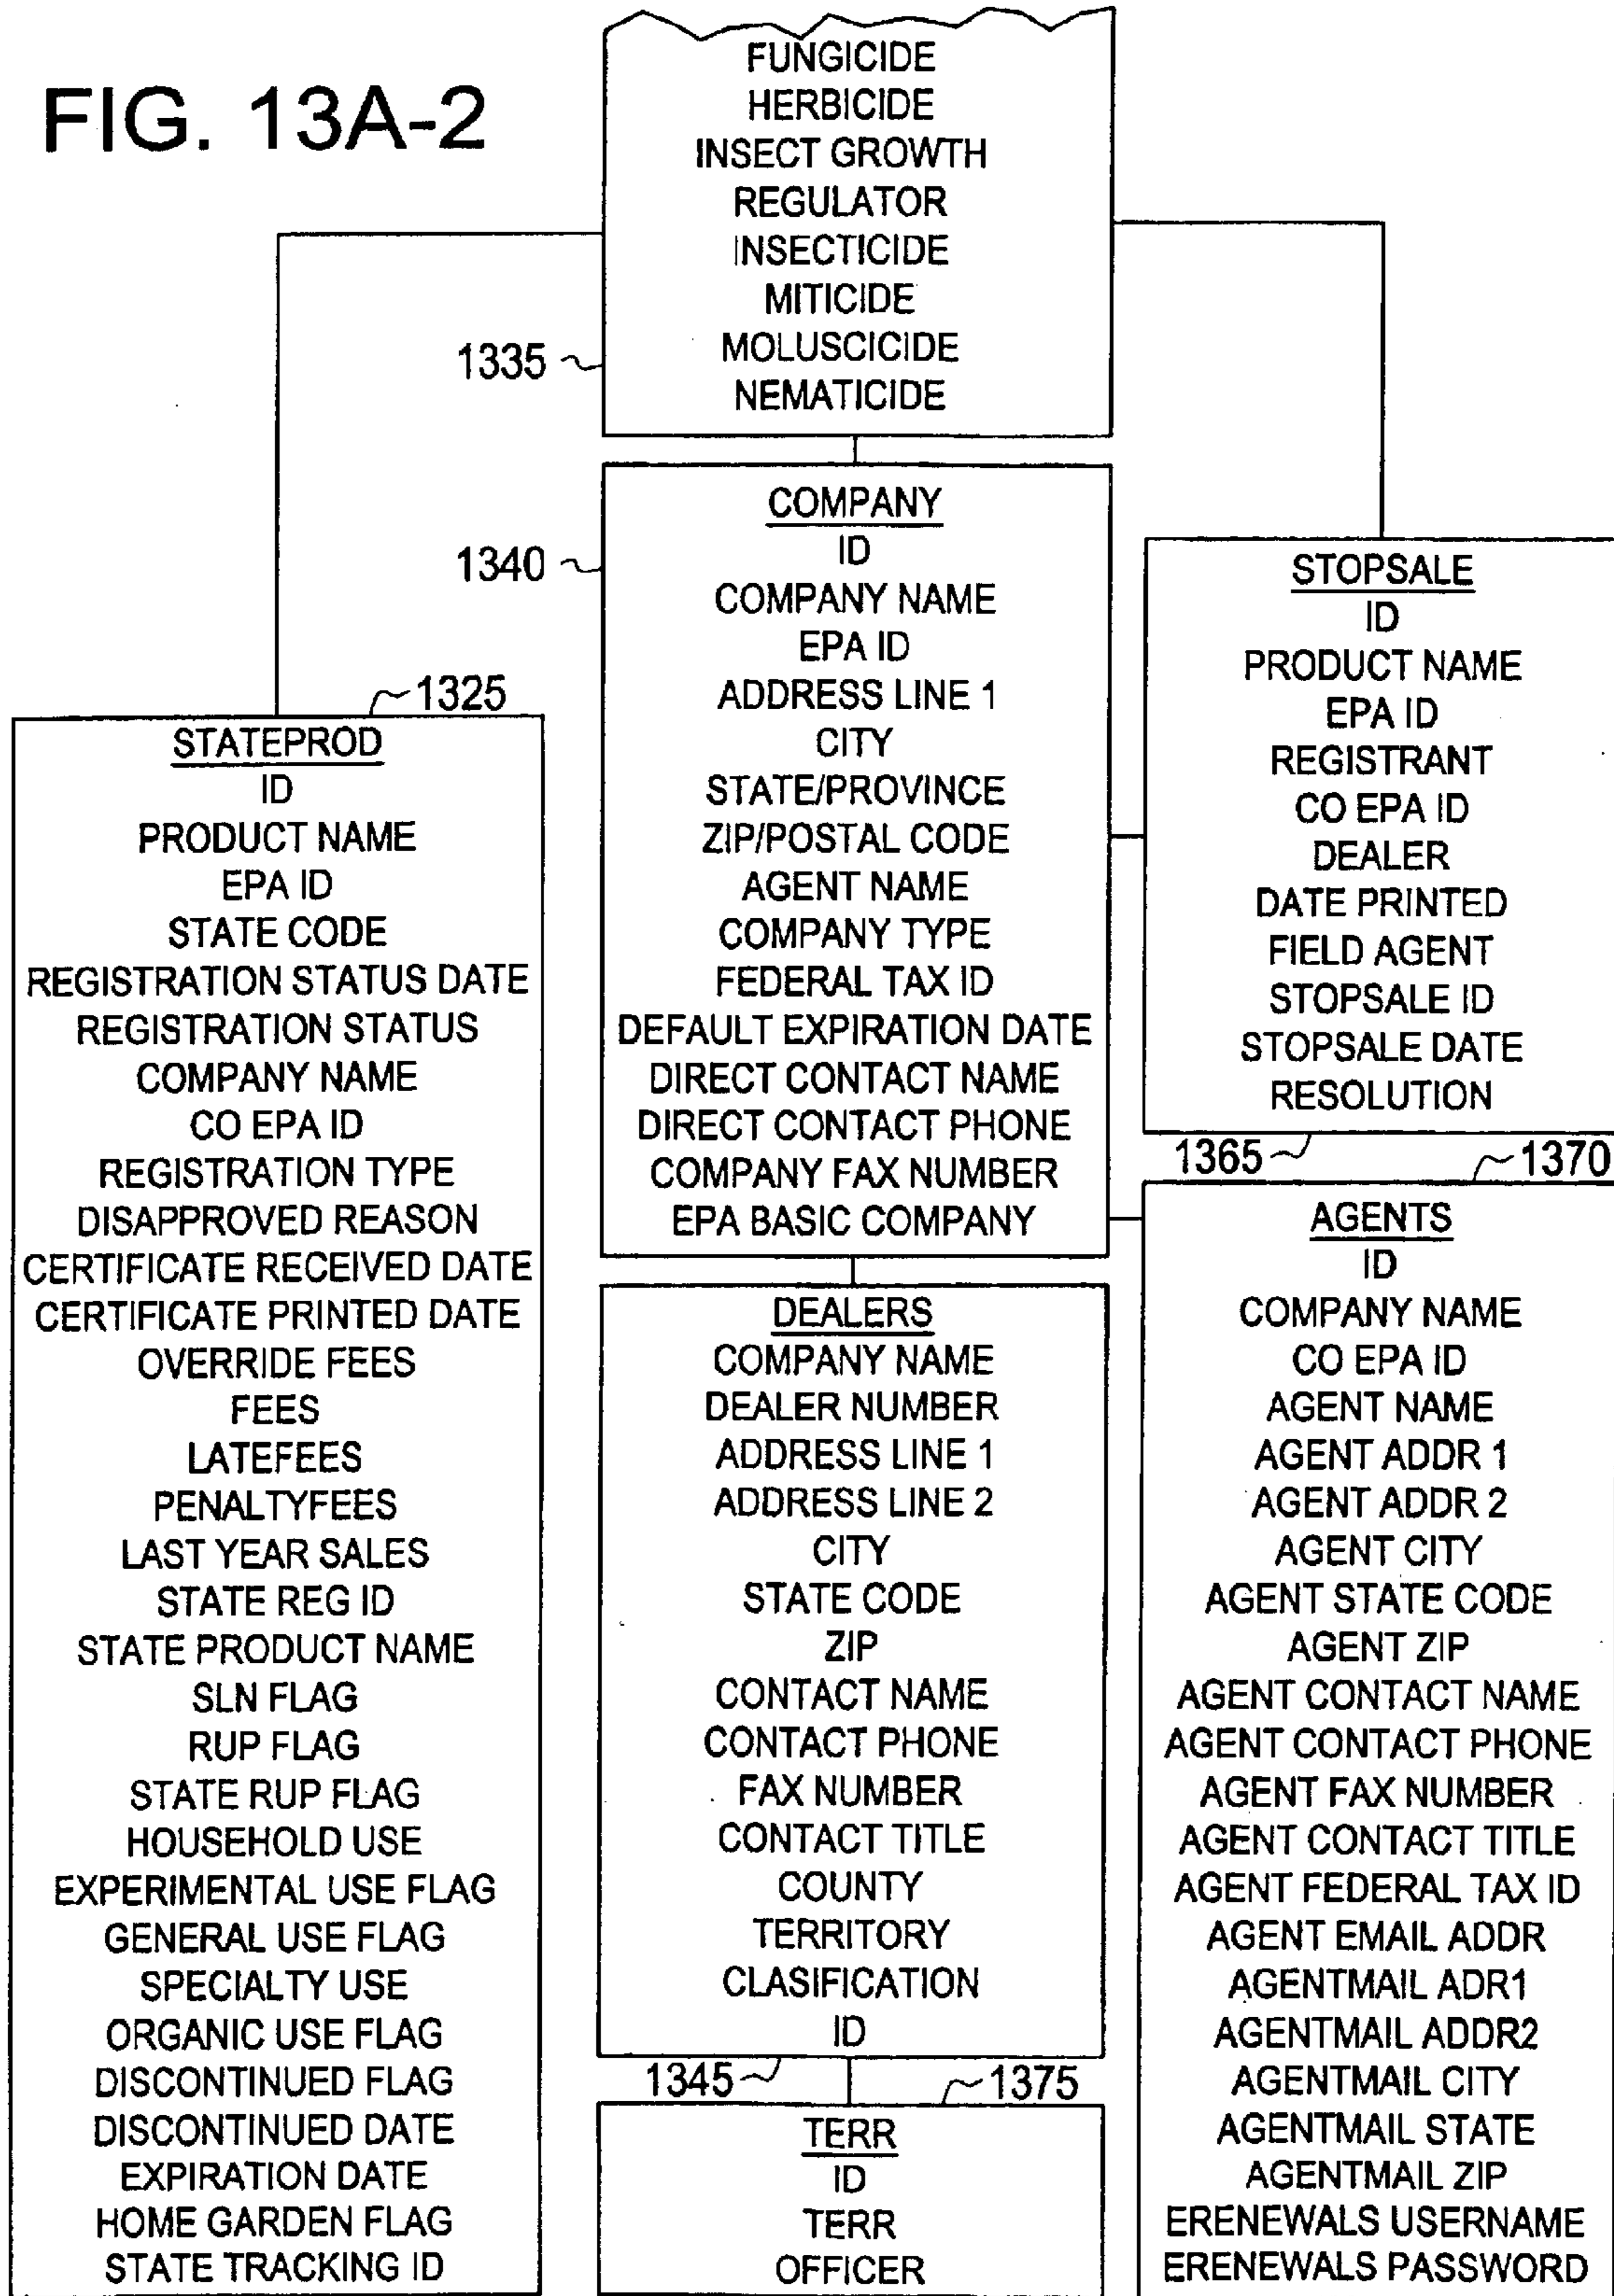 FIG. 13A-2
FUNGICIDE
HERBICIDE
INSECT GROWTH
REGULATOR
INSECTICIDE
MITICIDE
MOLUSCICIDE
NEMATICIDE
1335
1340
COMPANY
ID
COMPANY NAME
EPA ID
ADDRESS LINE 1
CITY
STATE/PROVINCE
ZIP/POSTAL CODE
AGENT NAME
COMPANY TYPE
FEDERAL TAX ID
DEFAULT EXPIRATION DATE
DIRECT CONTACT NAME
DIRECT CONTACT PHONE
COMPANY FAX NUMBER
EPA BASIC COMPANY
STOPSALE
ID
PRODUCT NAME
EPA ID
REGISTRANT
CO EPA ID
DEALER
DATE PRINTED
FIELD AGENT
STOPSALE ID
STOPSALE DATE
RESOLUTION
1365
1325
STATEPROD
ID
PRODUCT NAME
EPA ID
STATE CODE
REGISTRATION STATUS DATE
REGISTRATION STATUS
COMPANY NAME
CO EPA ID
REGISTRATION TYPE
DISAPPROVED REASON
CERTIFICATE RECEIVED DATE
CERTIFICATE PRINTED DATE
OVERRIDE FEES
FEES
LATEFEES
PENALTYFEES
LAST YEAR SALES
STATE REG ID
STATE PRODUCT NAME
SLN FLAG
RUP FLAG
STATE RUP FLAG
HOUSEHOLD USE
EXPERIMENTAL USE FLAG
GENERAL USE FLAG
SPECIALTY USE
ORGANIC USE FLAG
DISCONTINUED FLAG
DISCONTINUED DATE
EXPIRATION DATE
HOME GARDEN FLAG
STATE TRACKING ID
DEALERS
COMPANY NAME
DEALER NUMBER
ADDRESS LINE 1
ADDRESS LINE 2
CITY
STATE CODE
ZIP
CONTACT NAME
CONTACT PHONE
FAX NUMBER
CONTACT TITLE
COUNTY
TERRITORY
CLASIFICATION
ID
1345
1375
TERR
ID
TERR
OFFICER
1370
AGENTS
ID
COMPANY NAME
CO EPA ID
AGENT NAME
AGENT ADDR 1
AGENT ADDR 2
AGENT CITY
AGENT STATE CODE
AGENT ZIP
AGENT CONTACT NAME
AGENT CONTACT PHONE
AGENT FAX NUMBER
AGENT CONTACT TITLE
AGENT FEDERAL TAX ID
AGENT EMAIL ADDR
AGENTMAIL ADR1
AGENTMAIL ADDR2
AGENTMAIL CITY
AGENTMAIL STATE
AGENTMAIL ZIP
ERENEWALS USERNAME
ERENEWALS PASSWORD